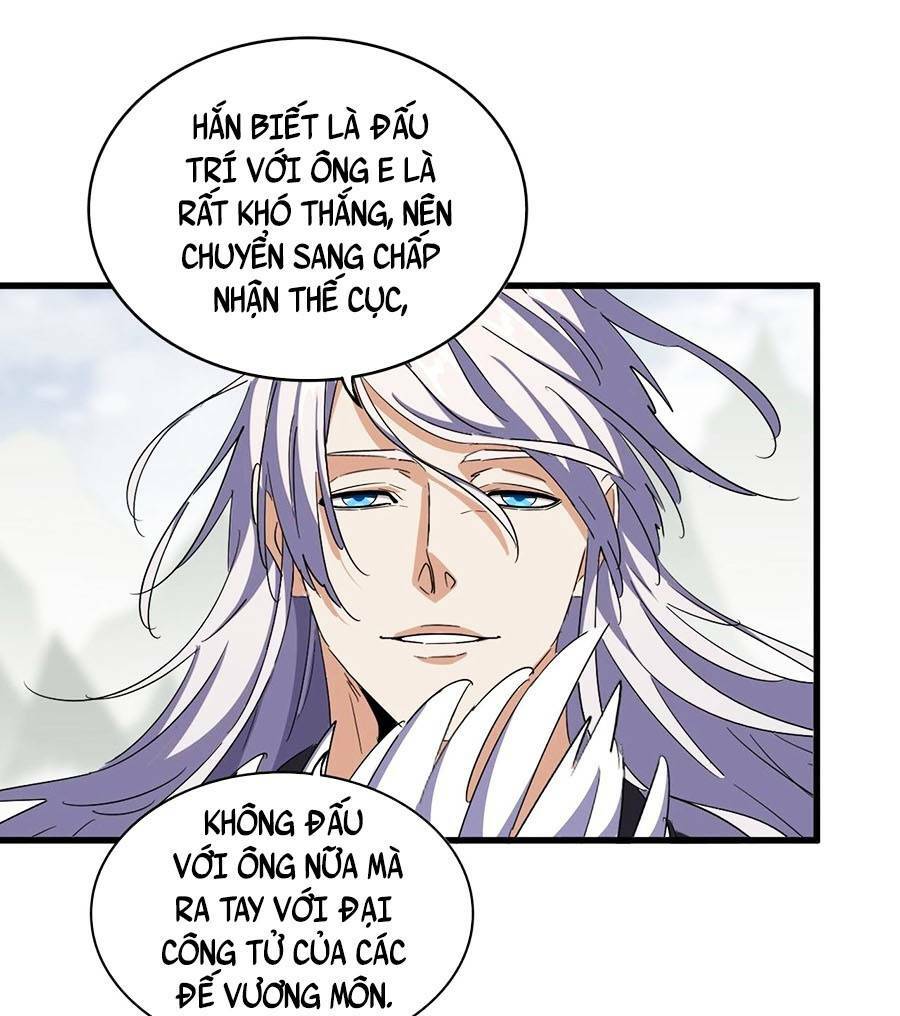 HẮN BIẾT LÀ ĐẤU
TRÍ VỚI ÔNG E LÀ
RẤT KHÓ THẮNG, NÊN
CHUYỂN SANG CHẤP
NHẬN THẾ CỤC,
KHÔNG ĐẤU
VỚI ÔNG NỮA MÀ
RA TAY VỚI ĐẠI
CÔNG TỬ CỦA CÁC
ĐẾ VƯƠNG MÔN.